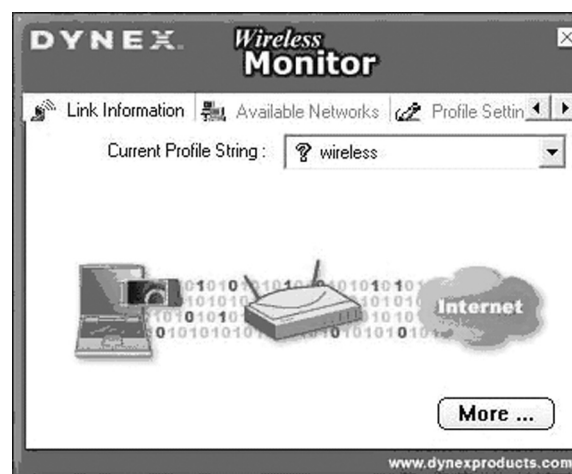 DYNEX.
Wireless
Monitor
Link Information Available Networks Profile Settin
Current Profile String : wireless
Internet
More ...
www.dynexproducts.com